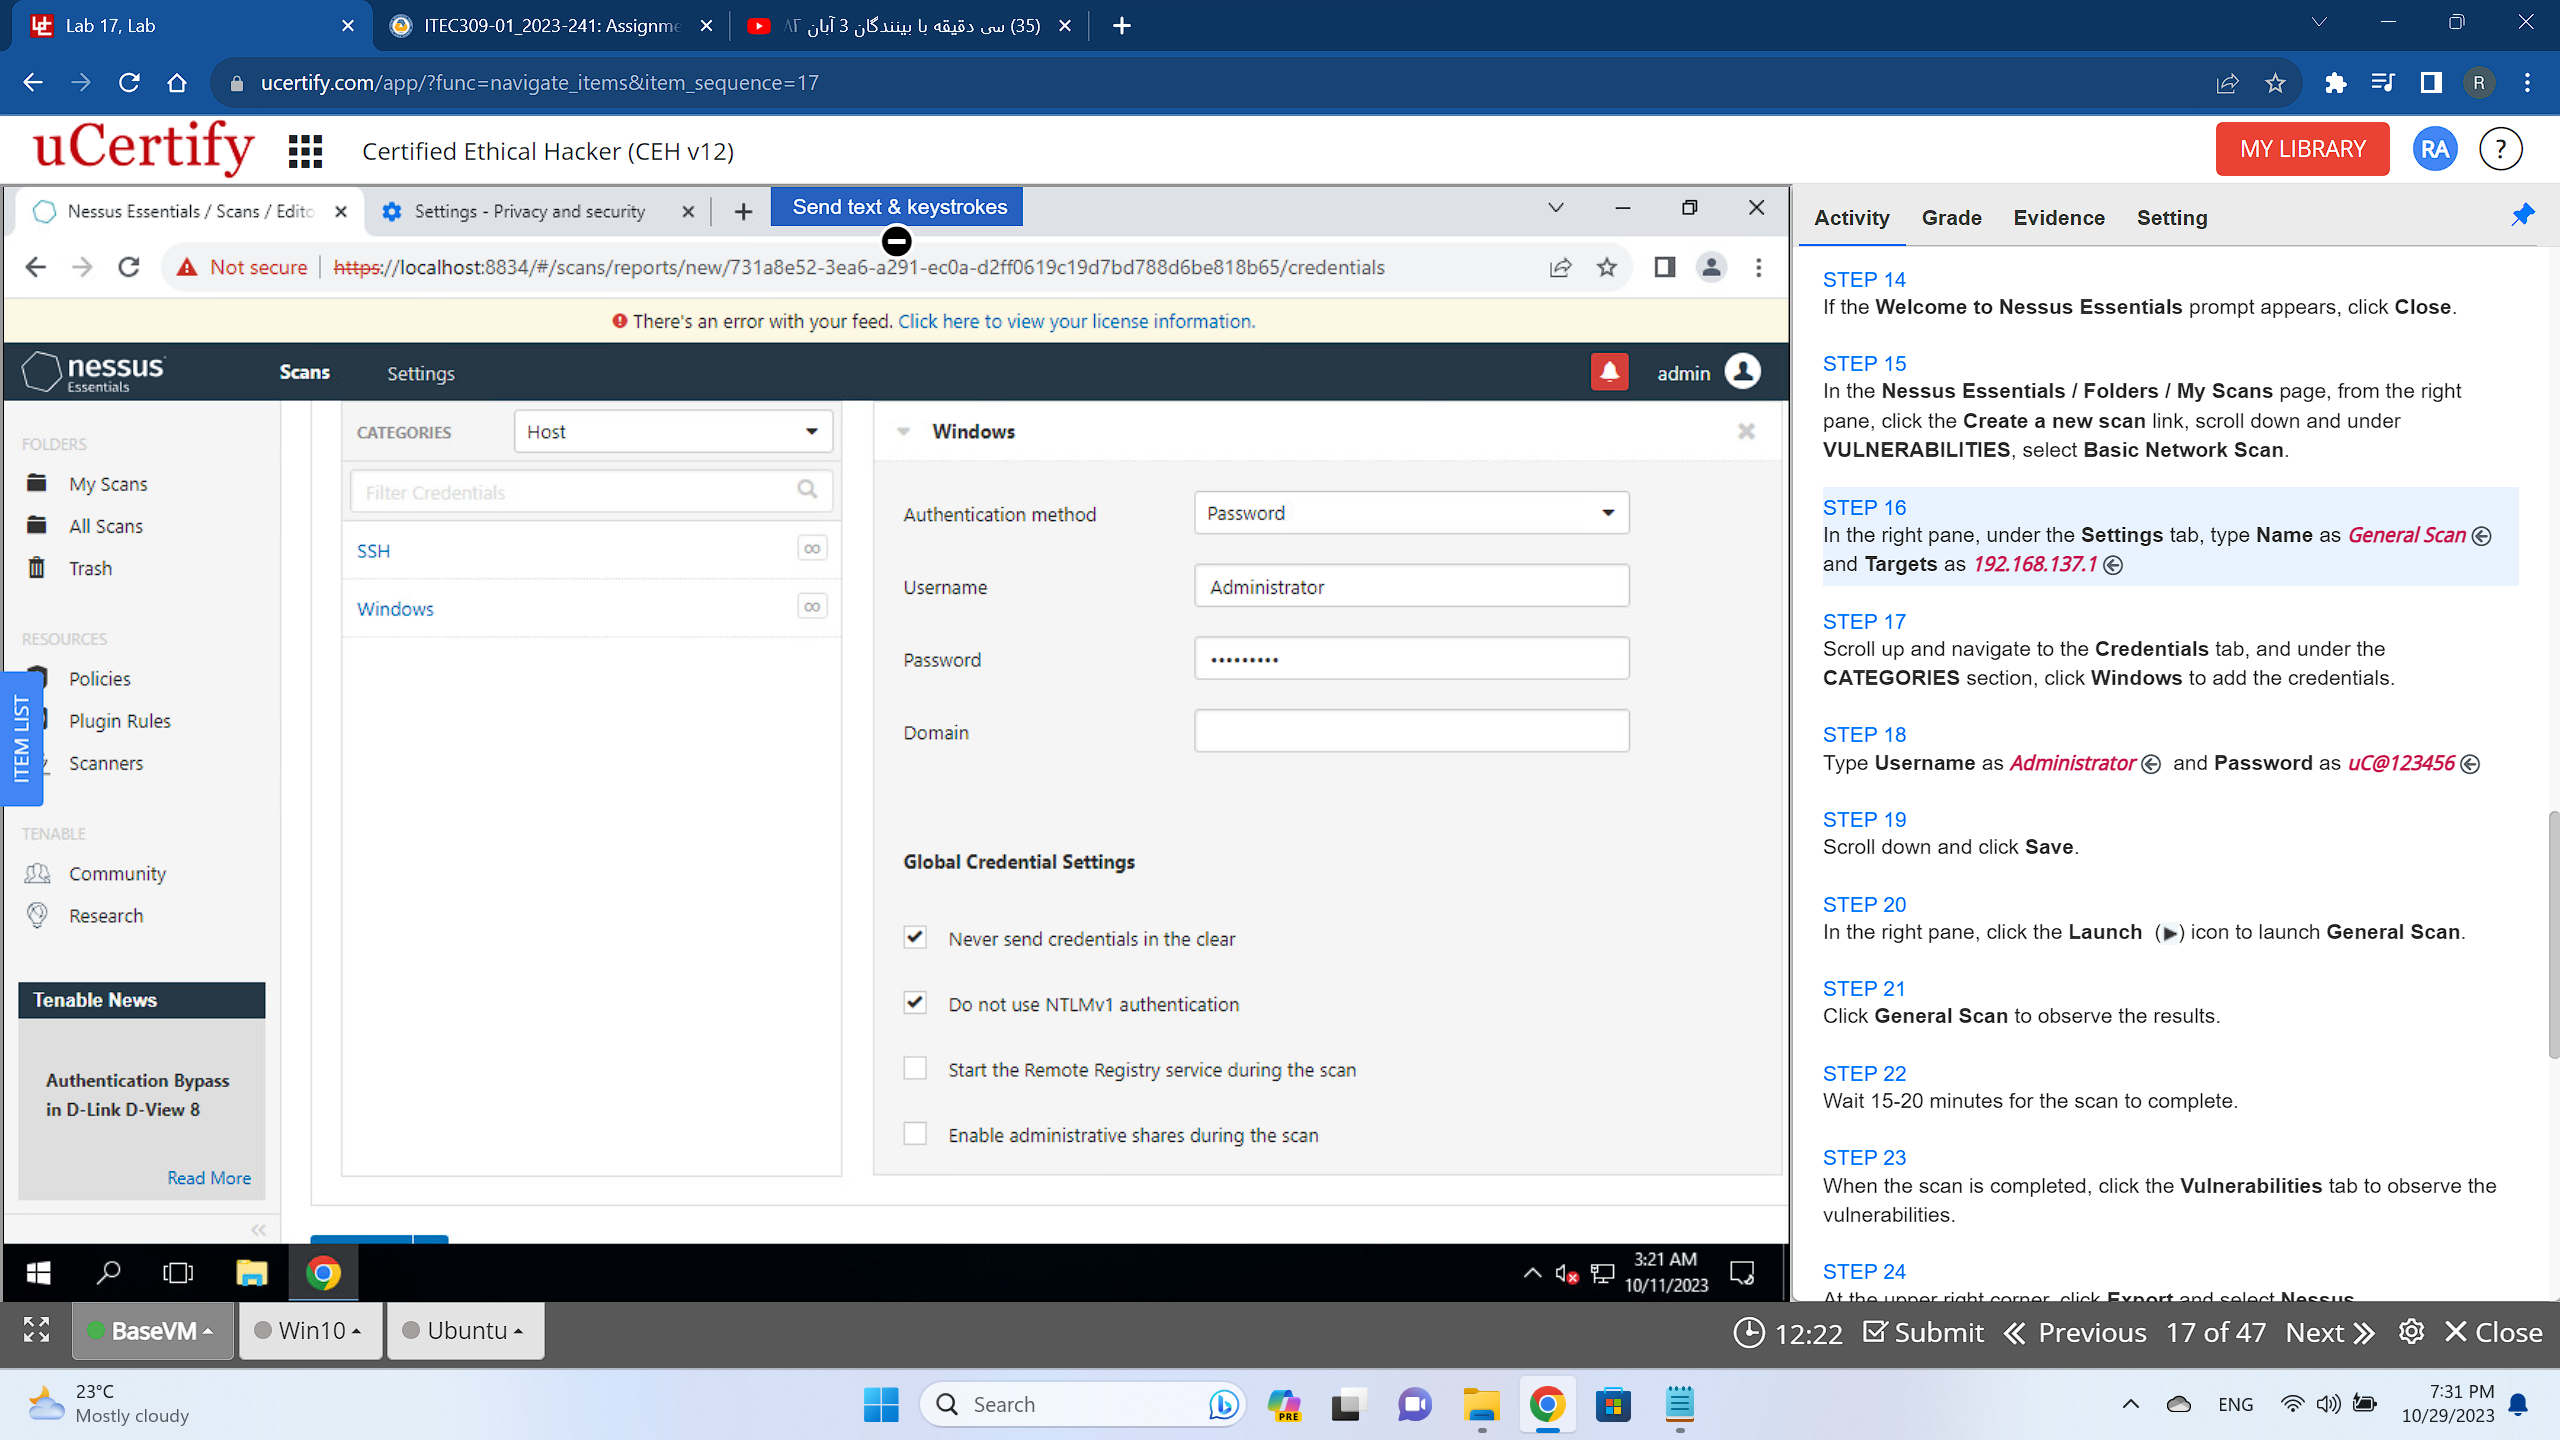 Lab 17, Lab
ITEC309-01_2023-241: Assignme
(35) سی دقیقه با بینندگان 3 آبان ۸۲
ucertify.com/app/?func=navigate_items&item_sequence=17
R
uCertify
Certified Ethical Hacker (CEH v12)
MY LIBRARY
RA
?
Nessus Essentials / Scans / Edito
Settings - Privacy and security
Send text & keystrokes
Not secure
https://localhost:8834/#/scans/reports/new/731a8e52-3ea6-a291-ec0a-d2ff0619c19d7bd788d6be818b65/credentials
There's an error with your feed. Click here to view your license information.
nessus
Essentials
Scans
Settings
admin
FOLDERS
My Scans
All Scans
Trash
RESOURCES
Policies
Plugin Rules
Scanners
ITEM LIST
TENABLE
Community
Research
Tenable News
Authentication Bypass
in D-Link D-View 8
Read More
CATEGORIES
Host
Filter Credentials
SSH
∞
Windows
∞
Windows
Authentication method
Password
Username
Administrator
Password
•••••••••
Domain
Global Credential Settings
Never send credentials in the clear
Do not use NTLMv1 authentication
Start the Remote Registry service during the scan
Enable administrative shares during the scan
3:21 AM
10/11/2023
Activity
Grade
Evidence
Setting
STEP 14
If the Welcome to Nessus Essentials prompt appears, click Close.
STEP 15
In the Nessus Essentials / Folders / My Scans page, from the right
pane, click the Create a new scan link, scroll down and under
VULNERABILITIES, select Basic Network Scan.
STEP 16
In the right pane, under the Settings tab, type Name as General Scan
and Targets as 192.168.137.1
STEP 17
Scroll up and navigate to the Credentials tab, and under the
CATEGORIES section, click Windows to add the credentials.
STEP 18
Type Username as Administrator and Password as uC@123456
STEP 19
Scroll down and click Save.
STEP 20
In the right pane, click the Launch (▶) icon to launch General Scan.
STEP 21
Click General Scan to observe the results.
STEP 22
Wait 15-20 minutes for the scan to complete.
STEP 23
When the scan is completed, click the Vulnerabilities tab to observe the
vulnerabilities.
STEP 24
At the upper right corner, click Export and select Nessus.
BaseVM
Win10
Ubuntu
12:22
Submit
Previous
17 of 47
Next
Close
23°C
Mostly cloudy
Search
PRE
ENG
7:31 PM
10/29/2023